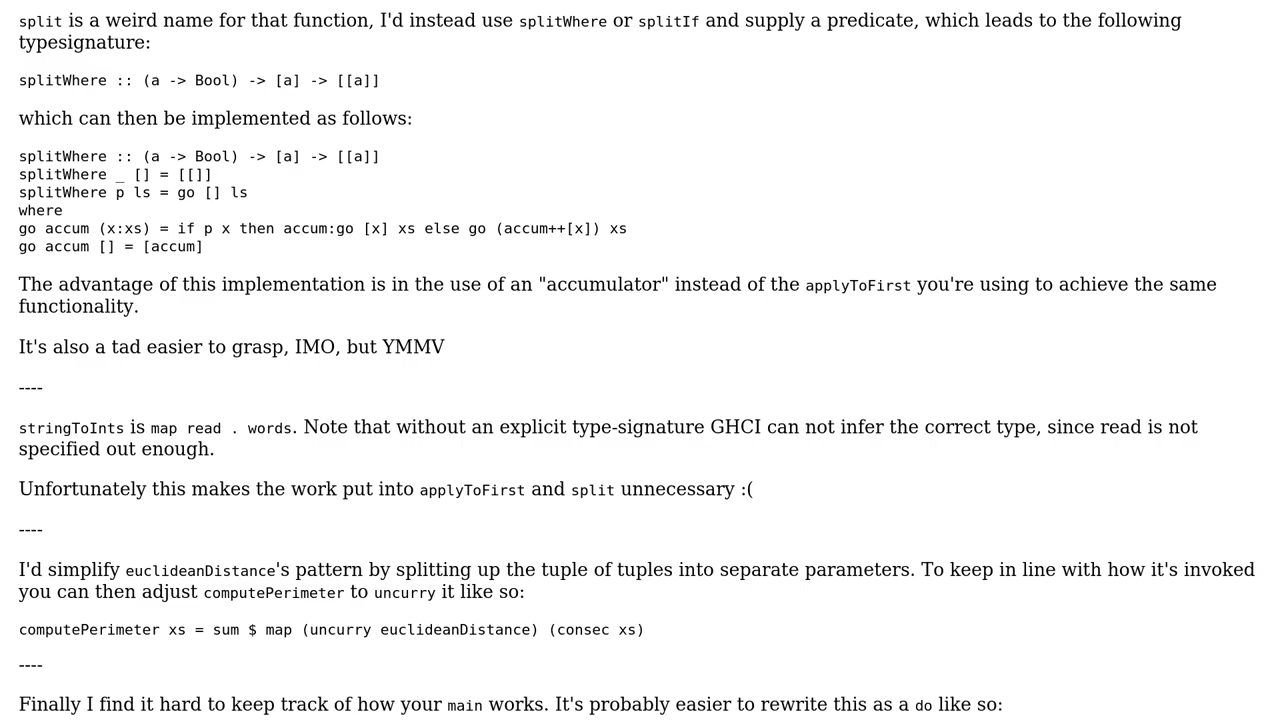 split is a weird name for that function, I'd instead use splitWhere or splitIf and supply a predicate, which leads to the following
typesignature:
splitWhere :: (a -> Bool) -> [a] -> [[a]]
which can then be implemented as follows:
splitWhere :: (a -> Bool) -> [a] -> [[a]]
splitWhere _ [] = [[]]
splitWhere p ls = go [] ls
where
go accum (x:xs) = if p x then accum:go [x] xs else go (accum++[x]) xs
go accum [] = [accum]
The advantage of this implementation is in the use of an "accumulator" instead of the applyToFirst you're using to achieve the same
functionality.
It's also a tad easier to grasp, IMO, but YMMV
----
stringToInts is map read . words. Note that without an explicit type-signature GHCI can not infer the correct type, since read is not
specified out enough.
Unfortunately this makes the work put into applyToFirst and split unnecessary :(
----
I'd simplify euclideanDistance's pattern by splitting up the tuple of tuples into separate parameters. To keep in line with how it's invoked
you can then adjust computePerimeter to uncurry it like so:
computePerimeter xs = sum $ map (uncurry euclideanDistance) (consec xs)
----
Finally I find it hard to keep track of how your main works. It's probably easier to rewrite this as a do like so: